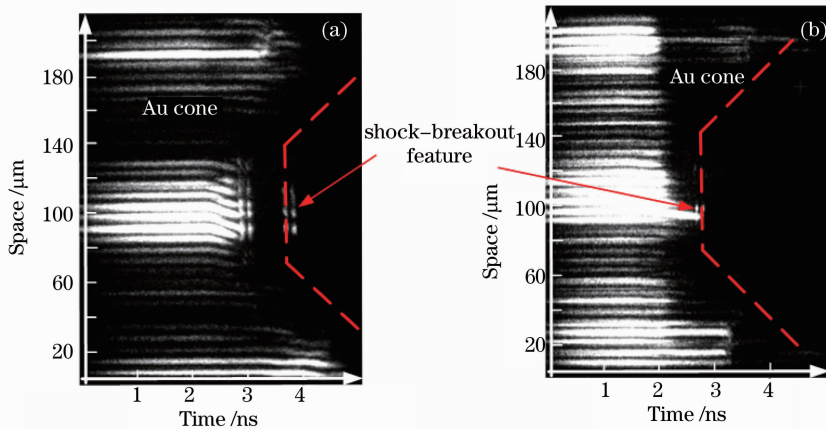 (a)
180
Au cone
140
100
60
20
Space /μm
1 2 3 4
Time /ns
shock–breakout
feature
(b)
180
Au cone
140
100
60
20
Space /μm
1 2 3 4
Time /ns